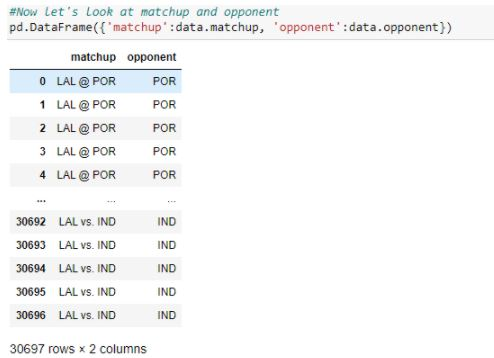 #Now let's look at matchup and opponent
pd.DataFrame({'matchup':data.matchup, 'opponent':data.opponent})
matchup opponent
0 LAL @ POR POR
1 LAL @ POR POR
2 LAL @ POR POR
3 LAL @ POR POR
4 LAL @ POR POR
... ... ...
30692 LAL vs. IND IND
30693 LAL vs. IND IND
30694 LAL vs. IND IND
30695 LAL vs. IND IND
30696 LAL vs. IND IND
30697 rows × 2 columns